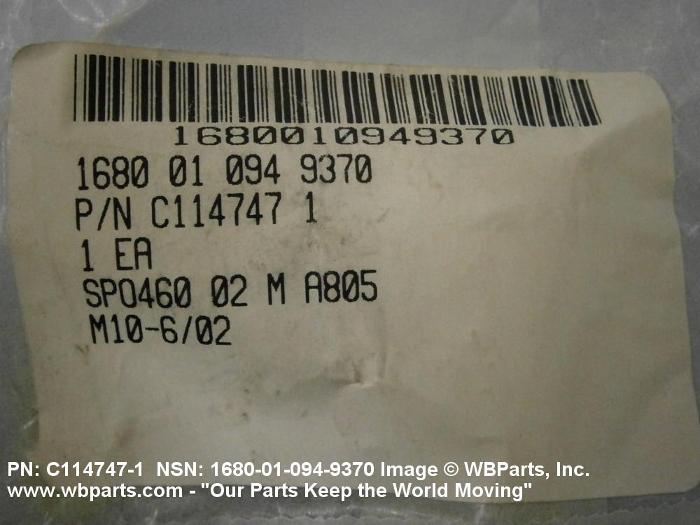 1680010949370
1680 01 094 9370
P/N C114747 1
1 EA
SPO460 02 M A805
M10-6/02
PN: C114747-1 NSN: 1680-01-094-9370 Image © WBParts, Inc.
www.wbparts.com - "Our Parts Keep the World Moving"